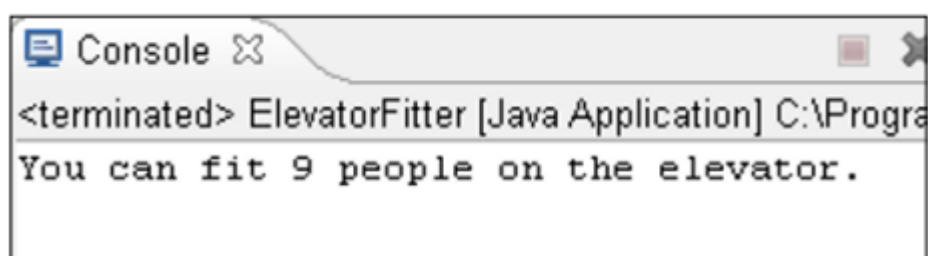 Console
<terminated> ElevatorFitter [Java Application] C:\Progra
You can fit 9 people on the elevator.